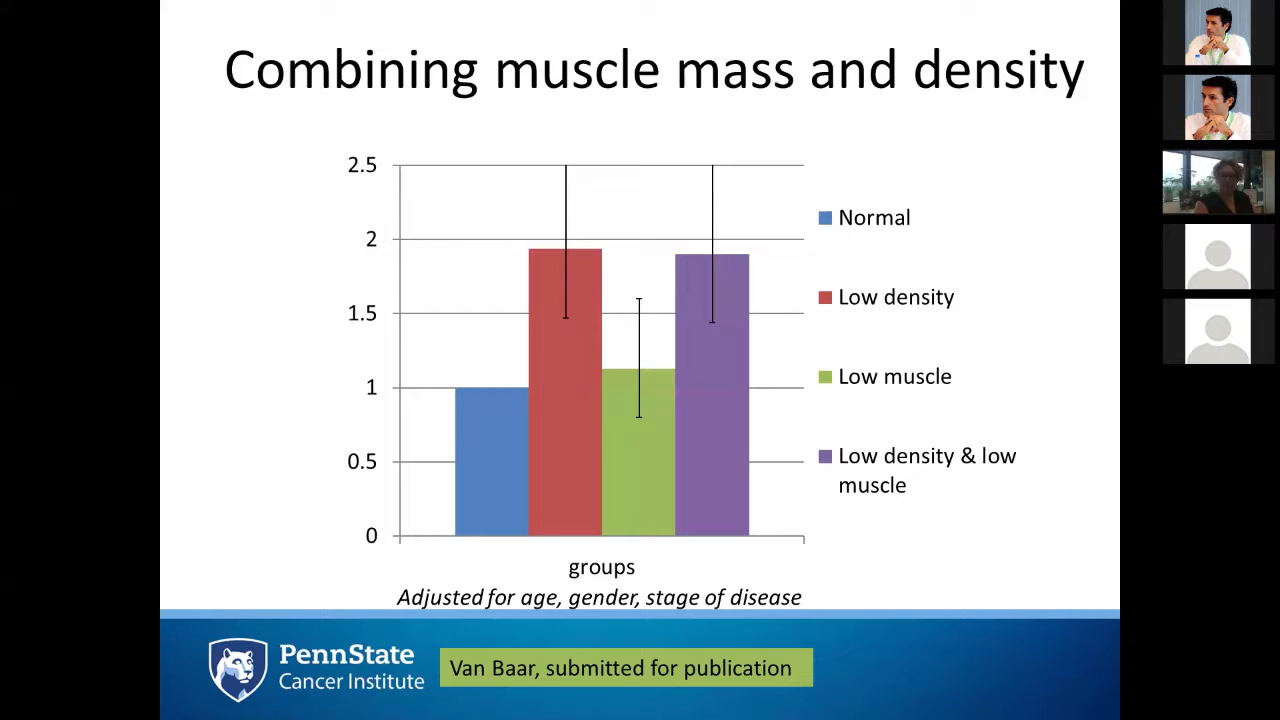 Combining muscle mass and density
2.5
2
1.5
1
0.5
0
Normal
Low density
Low muscle
Low density & low
muscle
groups
Adjusted for age, gender, stage of disease
PennState
Cancer Institute
Van Baar, submitted for publication